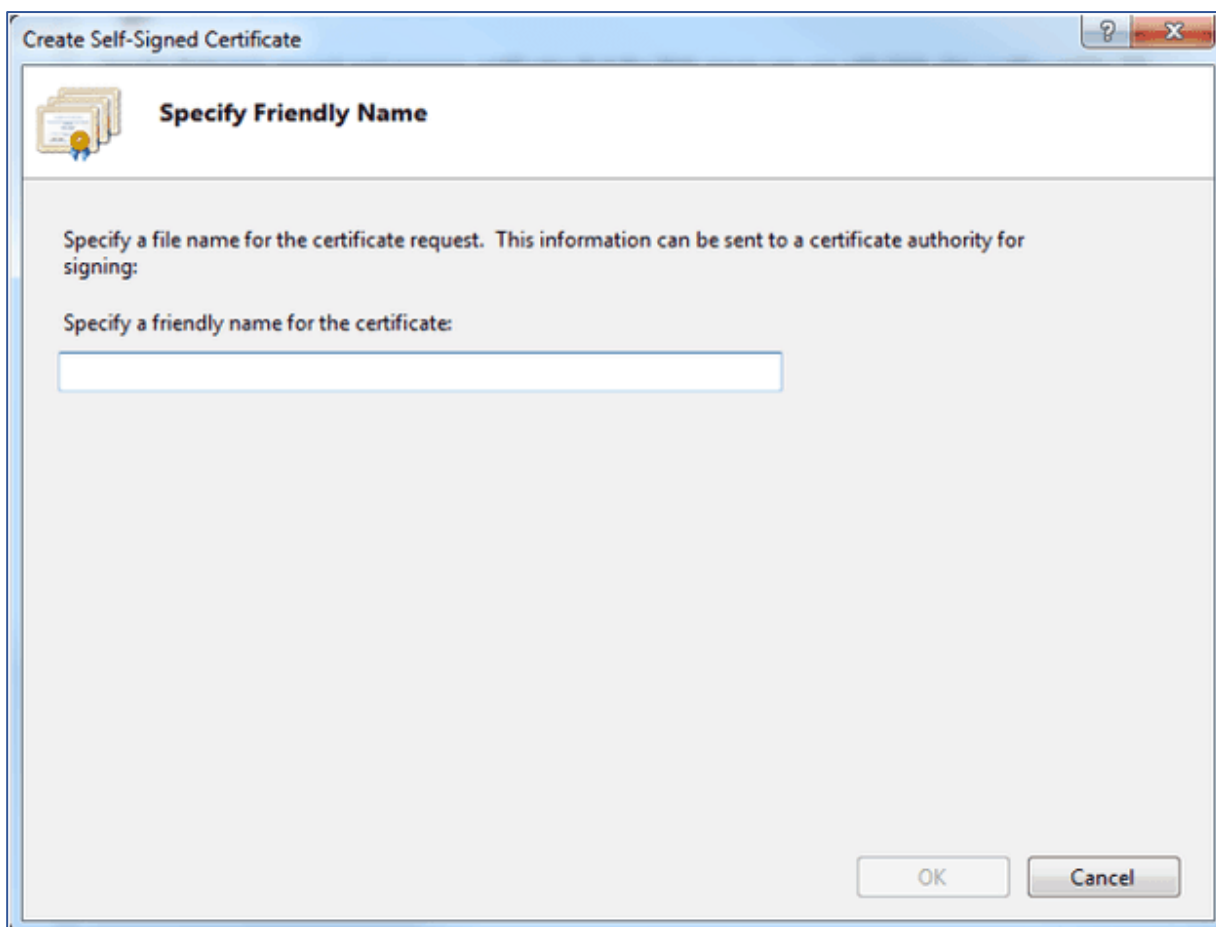 Create Self-Signed Certificate
?
Specify Friendly Name
Specify a file name for the certificate request.  This information can be sent to a certificate authority for
signing:
Specify a friendly name for the certificate:
OK
Cancel